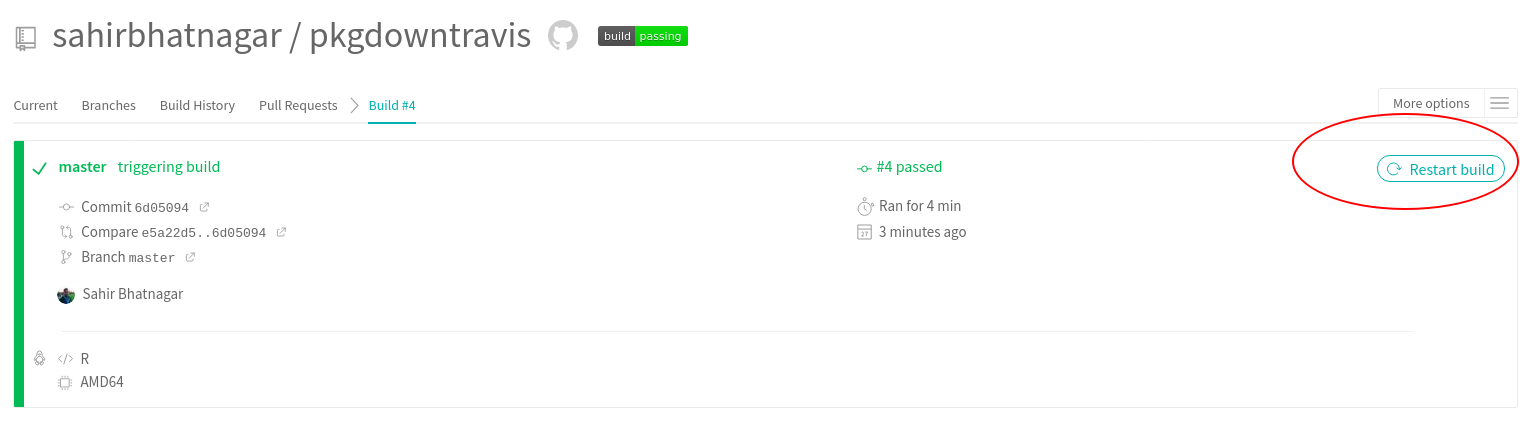 sahirbhatnagar / pkgdowntravis build passing
Current Branches Build History Pull Requests Build #4 More options
master triggering build #4 passed Restart build
Commit 6d05094 Ran for 4 min
Compare e5a22d5..6d05094 3 minutes ago
Branch master
Sahir Bhatnagar
R
AMD64